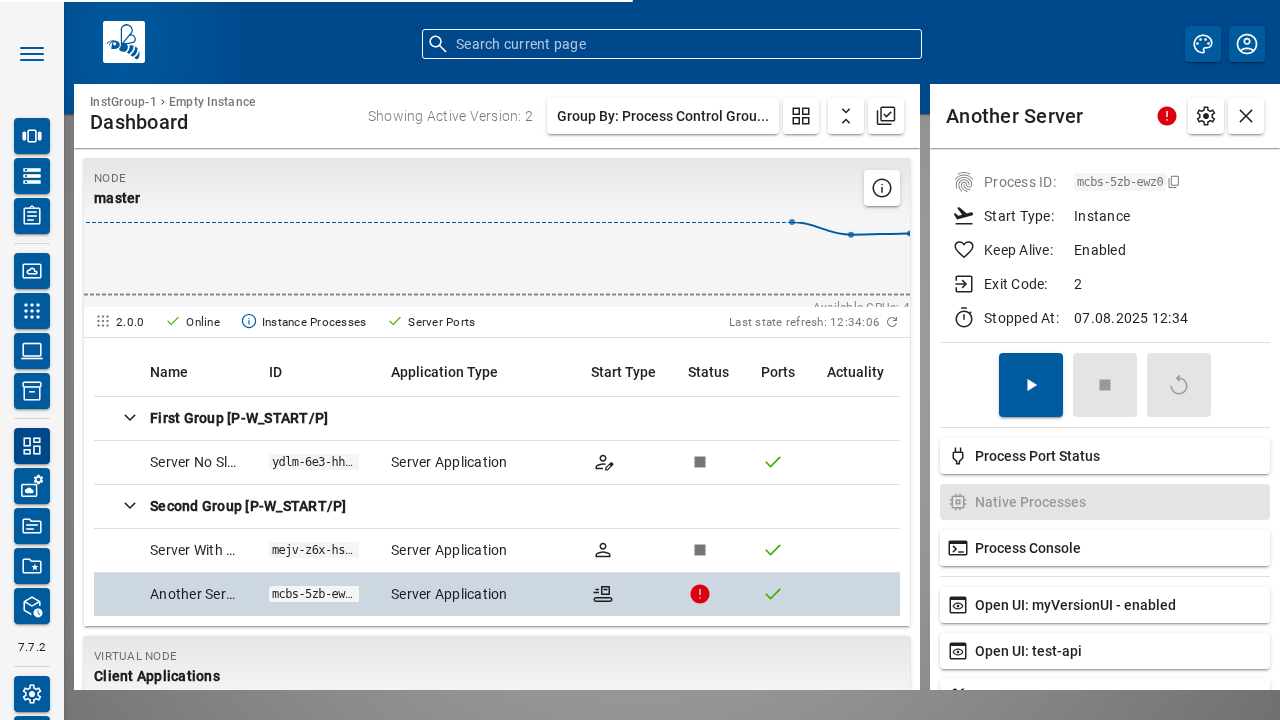 Search current page
InstGroup-1 › Empty Instance
Dashboard
Showing Active Version: 2
Group By: Process Control Grou...
NODE
master
Available CPUs: 4
2.0.0
Online
Instance Processes
Server Ports
Last state refresh: 12:34:06
Name ID Application Type Start Type Status Ports Actuality
First Group [P-W_START/P]
Server No Sl... ydlm-6e3-hh... Server Application
Second Group [P-W_START/P]
Server With ... mejv-z6x-hs... Server Application
Another Ser... mcbs-5zb-ew... Server Application
VIRTUAL NODE
Client Applications
7.7.2
Another Server
Process ID: mcbs-5zb-ewz0
Start Type: Instance
Keep Alive: Enabled
Exit Code: 2
Stopped At: 07.08.2025 12:34
Process Port Status
Native Processes
Process Console
Open UI: myVersionUI - enabled
Open UI: test-api